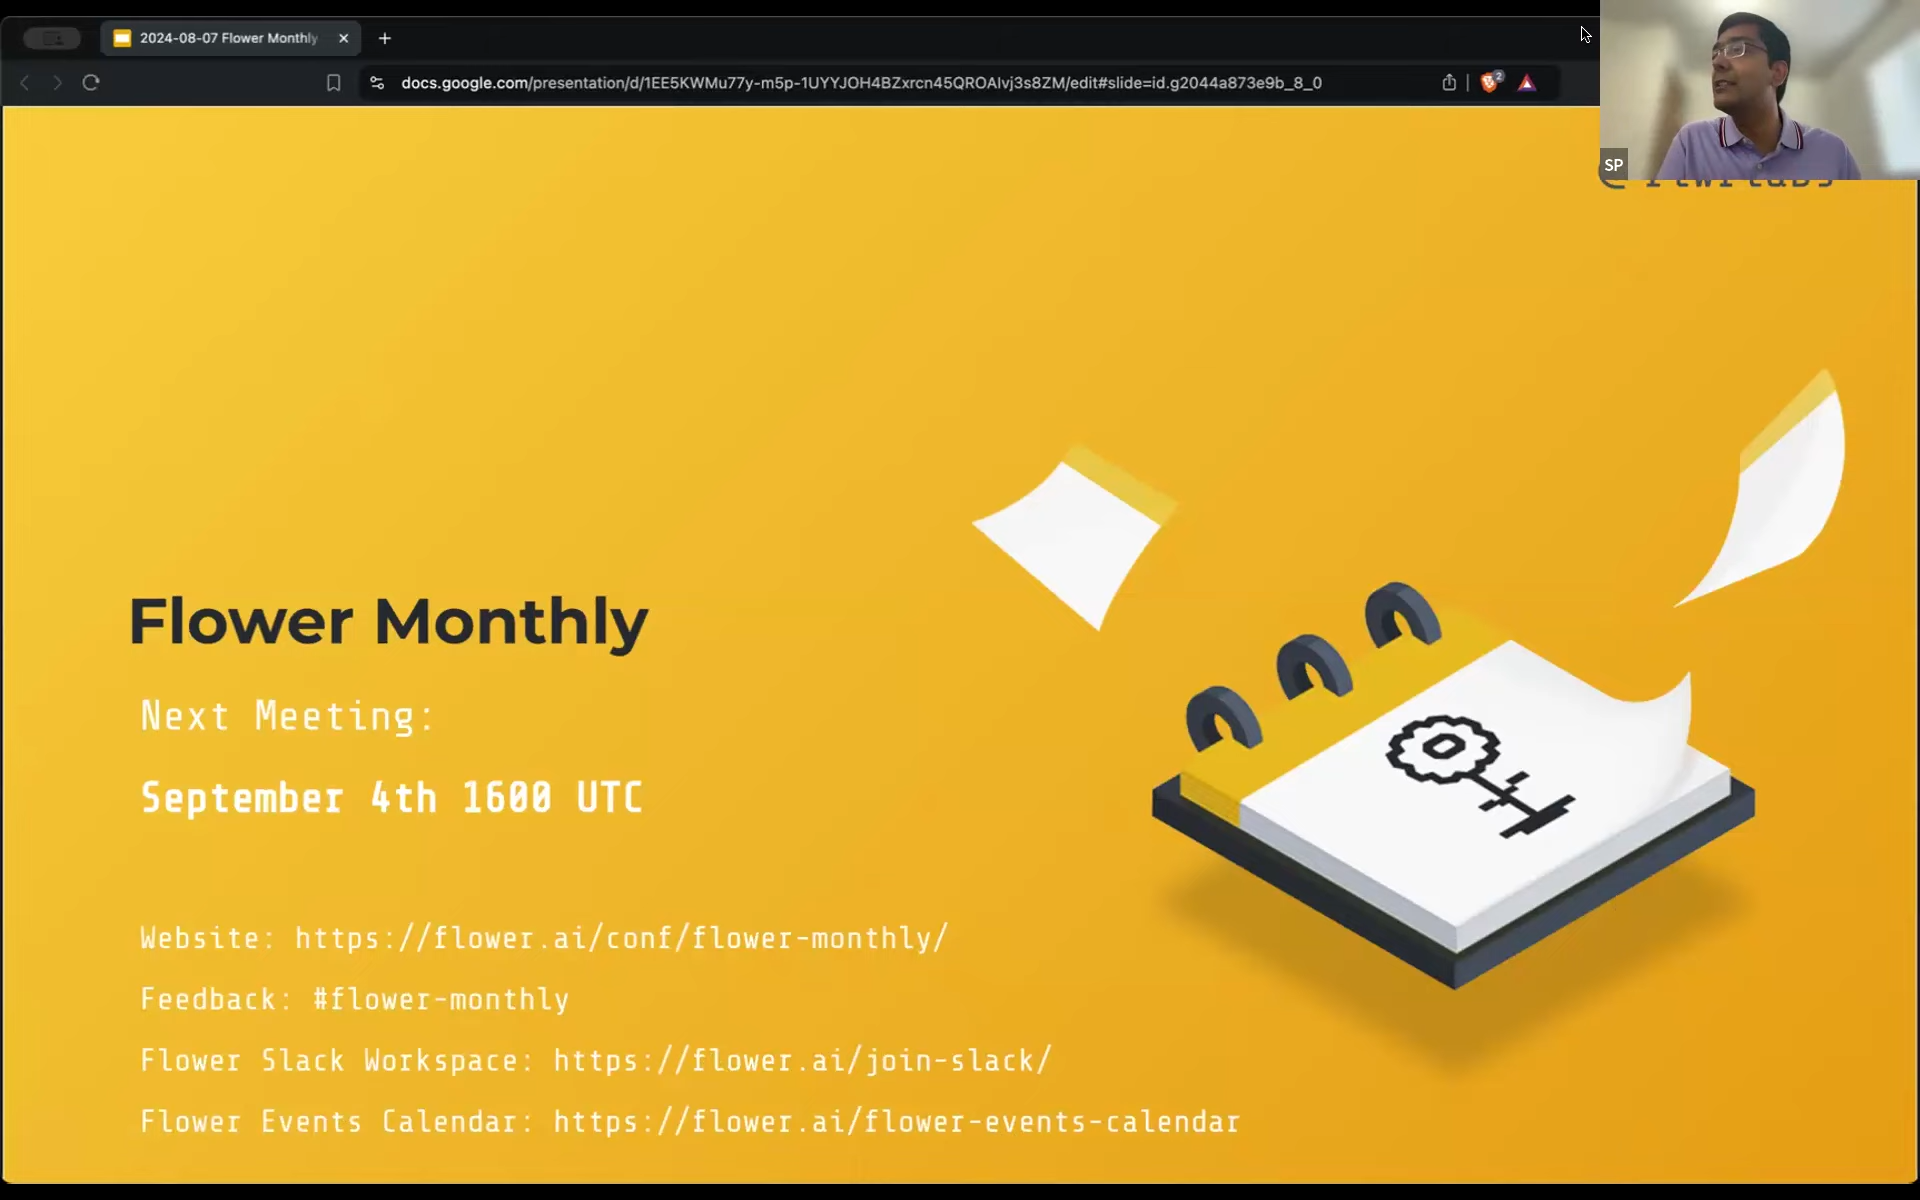 2024-08-07 Flower Monthly
docs.google.com/presentation/d/1EE5KWMu77y-m5p-1UYYJOH4BZxrcn45QROAlvj3s8ZM/edit#slide=id.g2044a873e9b_8_0
2
SP
Flower Monthly
Next Meeting:
September 4th 1600 UTC
Website: https://flower.ai/conf/flower-monthly/
Feedback: #flower-monthly
Flower Slack Workspace: https://flower.ai/join-slack/
Flower Events Calendar: https://flower.ai/flower-events-calendar